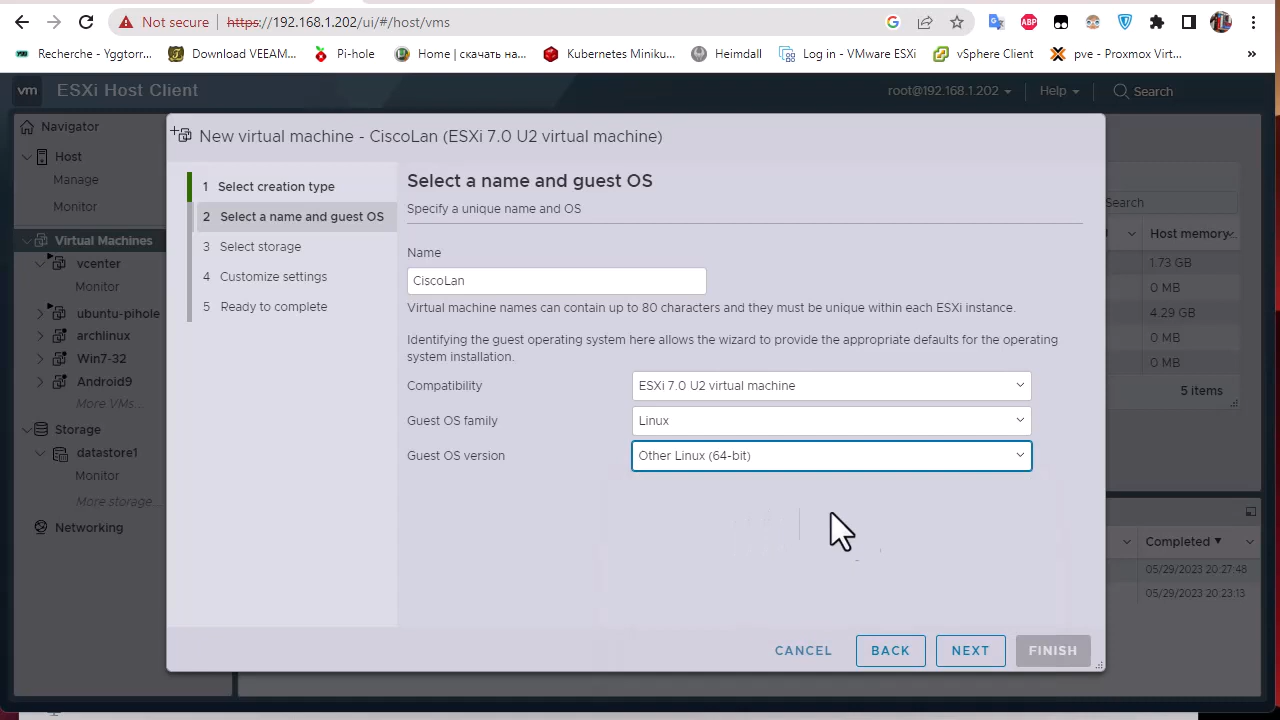 Not secure
https://192.168.1.202/ui/#/host/vms
Recherche - Yggtorr...
Download VEEAM...
Pi-hole
Home | скачать на...
Kubernetes Miniku...
Heimdall
Log in - VMware ESXi
vSphere Client
pve - Proxmox Virt...
»
vm ESXi Host Client
root@192.168.1.202
Help
Search
Navigator
Host
Manage
Monitor
Virtual Machines
vcenter
Monitor
ubuntu-pihole
archlinux
Win7-32
Android9
More VMs...
Storage
datastore1
Monitor
More storage...
Networking
New virtual machine - CiscoLan (ESXi 7.0 U2 virtual machine)
1 Select creation type
2 Select a name and guest OS
3 Select storage
4 Customize settings
5 Ready to complete
Select a name and guest OS
Specify a unique name and OS
Name
CiscoLan
Virtual machine names can contain up to 80 characters and they must be unique within each ESXi instance.
Identifying the guest operating system here allows the wizard to provide the appropriate defaults for the operating
system installation.
Compatibility
ESXi 7.0 U2 virtual machine
Guest OS family
Linux
Guest OS version
Other Linux (64-bit)
CANCEL
BACK
NEXT
FINISH
Search
Host memory
1.73 GB
0 MB
4.29 GB
0 MB
0 MB
5 items
Completed ▼
05/29/2023 20:27:48
05/29/2023 20:23:13